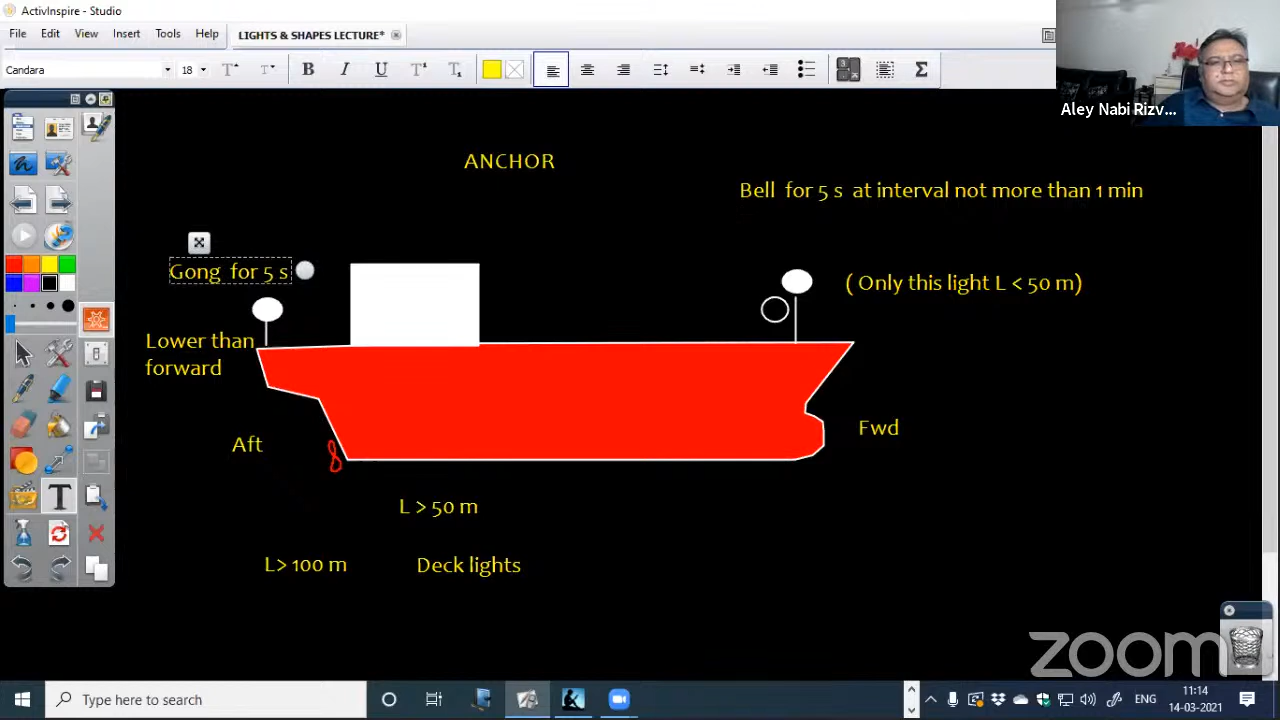 ActivInspire - Studio
File Edit View Insert Tools Help
LIGHTS & SHAPES LECTURE*
Candara 18
Aley Nabi Rizv...
ANCHOR
Bell for 5 s at interval not more than 1 min
Gong for 5 s
( Only this light L < 50 m)
Lower than
forward
Aft
Fwd
L > 50 m
L> 100 m
Deck lights
zoom
Type here to search
ENG
11:14
14-03-2021